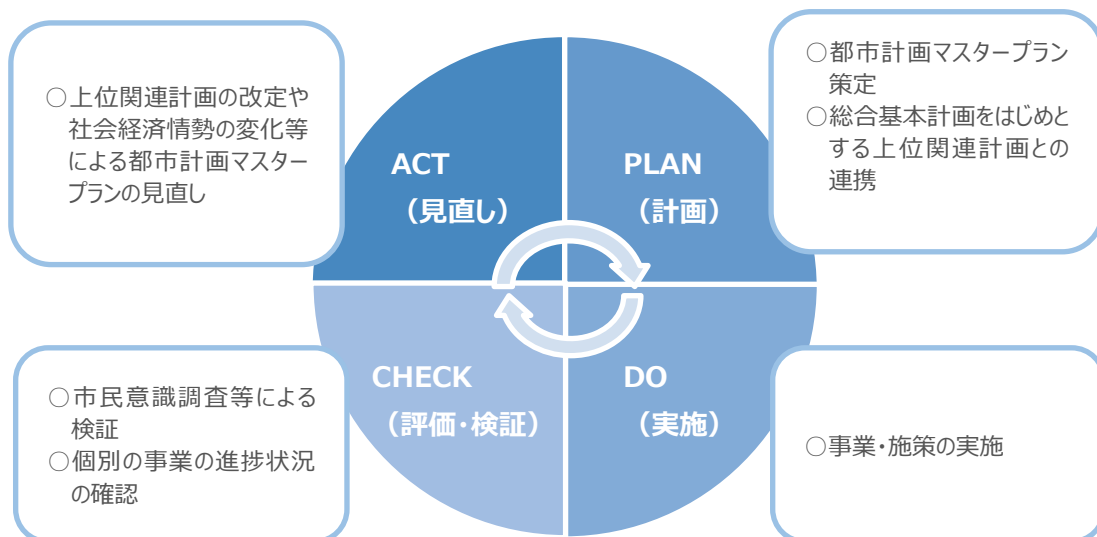 ○上位関連計画の改定や
社会経済情勢の変化等
による都市計画マスター
プランの見直し
ACT
（見直し）
PLAN
（計画）
○都市計画マスタープラン
策定
○総合基本計画をはじめと
する上位関連計画との
連携
○市民意識調査等による
検証
○個別の事業の進捗状況
の確認
CHECK
（評価・検証）
DO
（実施）
○事業・施策の実施